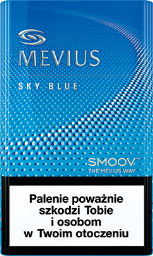 MEVIUS
SKY BLUE
SMOOV
THE MEVIUS WAY
Palenie poważnie
szkodzi Tobie
i osobom
w Twoim otoczeniu